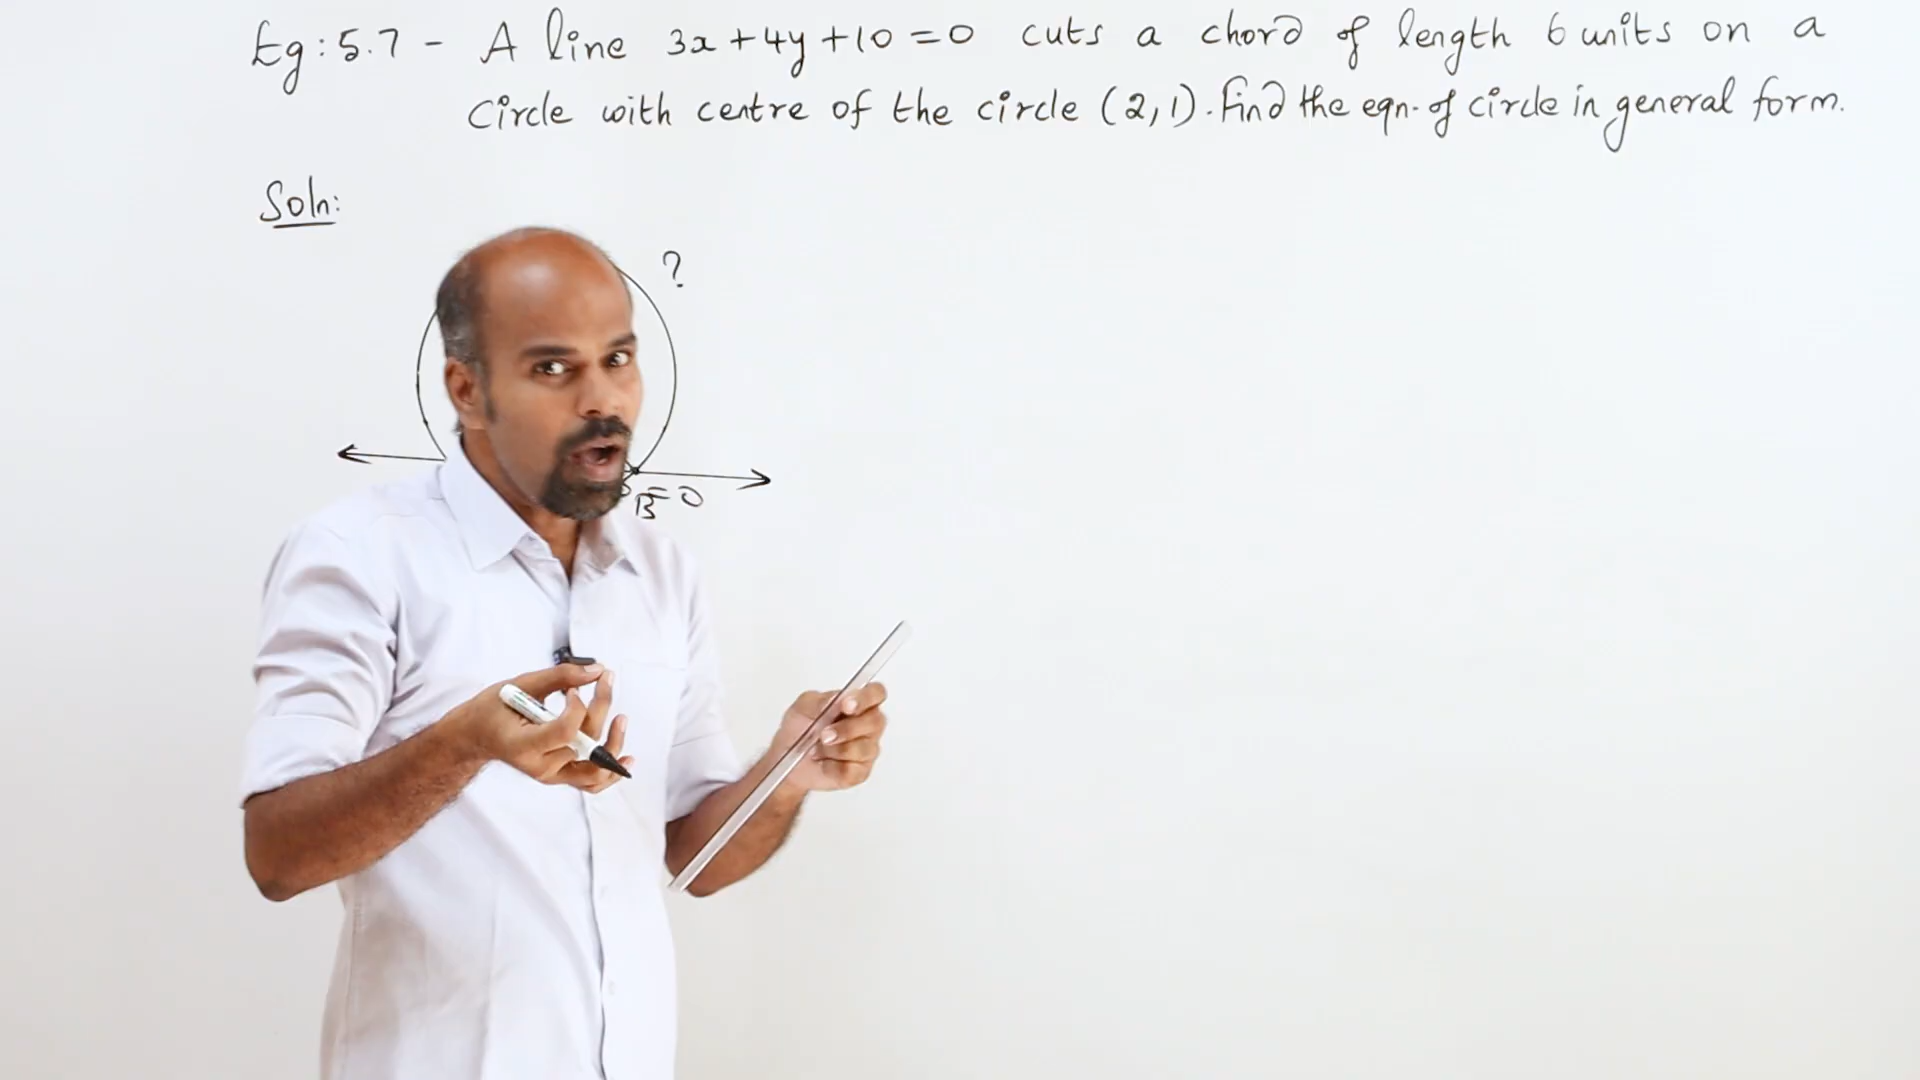 Eg: 5.7 - A line 3x + 4y + 10 = 0 cuts a chord of length 6 units on a
circle with centre of the circle (2,1). Find the eqn. of circle in general form.
Soln:
?
B = 0